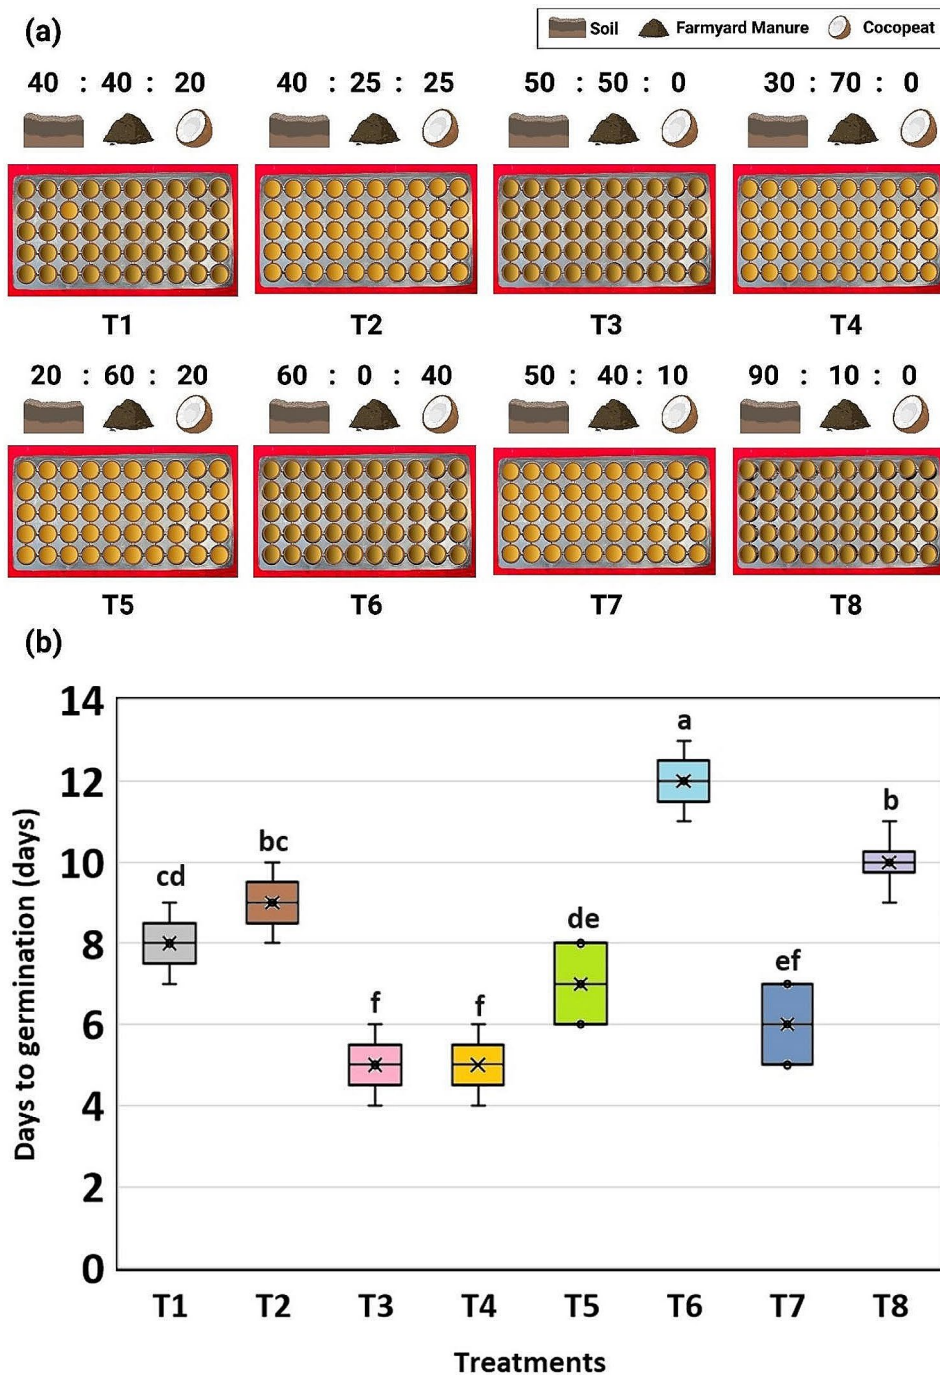 (a)
Soil Farmyard Manure Cocopeat
40 : 40 : 20
40 : 25 : 25
50 : 50 : 0
30 : 70 : 0
T1
T2
T3
T4
20 : 60 : 20
60 : 0 : 40
50 : 40 : 10
90 : 10 : 0
T5
T6
T7
T8
(b)
Days to germination (days)
14
12
10
8
6
4
2
0
cd
bc
f
f
de
a
ef
b
T1 T2 T3 T4 T5 T6 T7 T8
Treatments